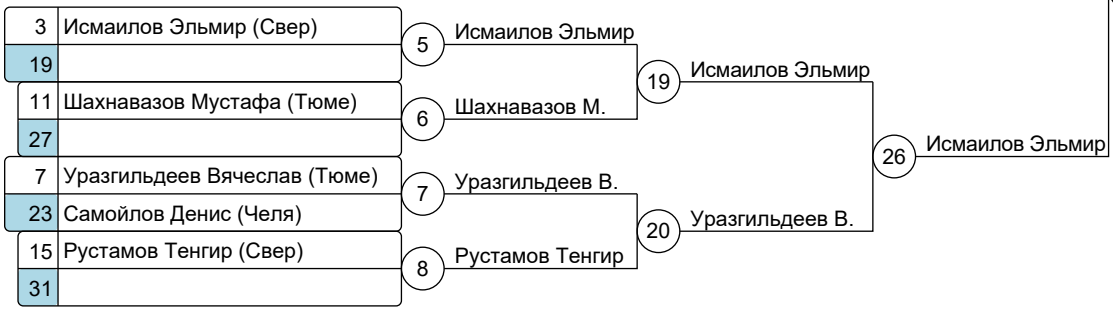 3 Исмаилов Эльмир (Свер)
19
11 Шахнавазов Мустафа (Тюме)
27
7 Уразгильдеев Вячеслав (Тюме)
23 Самойлов Денис (Челя)
15 Рустамов Тенгир (Свер)
31
5 Исмаилов Эльмир
6 Шахнавазов М.
7 Уразгильдеев В.
8 Рустамов Тенгир
19 Исмаилов Эльмир
20 Уразгильдеев В.
26 Исмаилов Эльмир